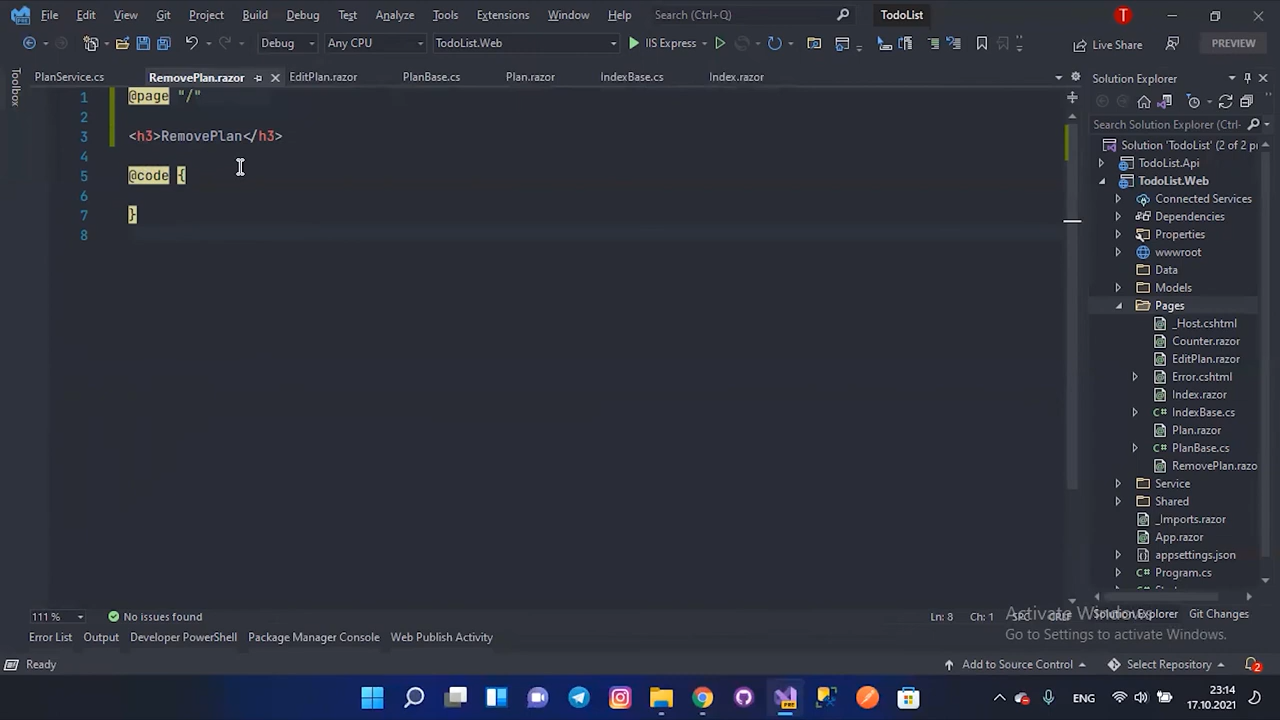 File Edit View Git Project Build Debug Test Analyze Tools Extensions Window Help Search (Ctrl+Q) TodoList T
Debug Any CPU TodoList.Web IIS Express Live Share PREVIEW
Toolbox
PlanService.cs RemovePlan.razor EditPlan.razor PlanBase.cs Plan.razor IndexBase.cs Index.razor
1 @page "/"
2
3 <h3>RemovePlan</h3>
4
5 @code {
6
7 }
8
Solution Explorer
Search Solution Explorer (Ctrl+
Solution 'TodoList' (2 of 2 p
TodoList.Api
TodoList.Web
Connected Services
Dependencies
Properties
wwwroot
Data
Models
Pages
_Host.cshtml
Counter.razor
EditPlan.razor
Error.cshtml
Index.razor
IndexBase.cs
Plan.razor
PlanBase.cs
RemovePlan.razo
Service
Shared
_Imports.razor
App.razor
appsettings.json
Program.cs
Solution Explorer Git Changes
111 % No issues found Ln: 8 Ch: 1 SPC CRLF
Activate Windows
Go to Settings to activate Windows.
Error List Output Developer PowerShell Package Manager Console Web Publish Activity
Ready Add to Source Control Select Repository 2
PRE ENG 23:14
17.10.2021